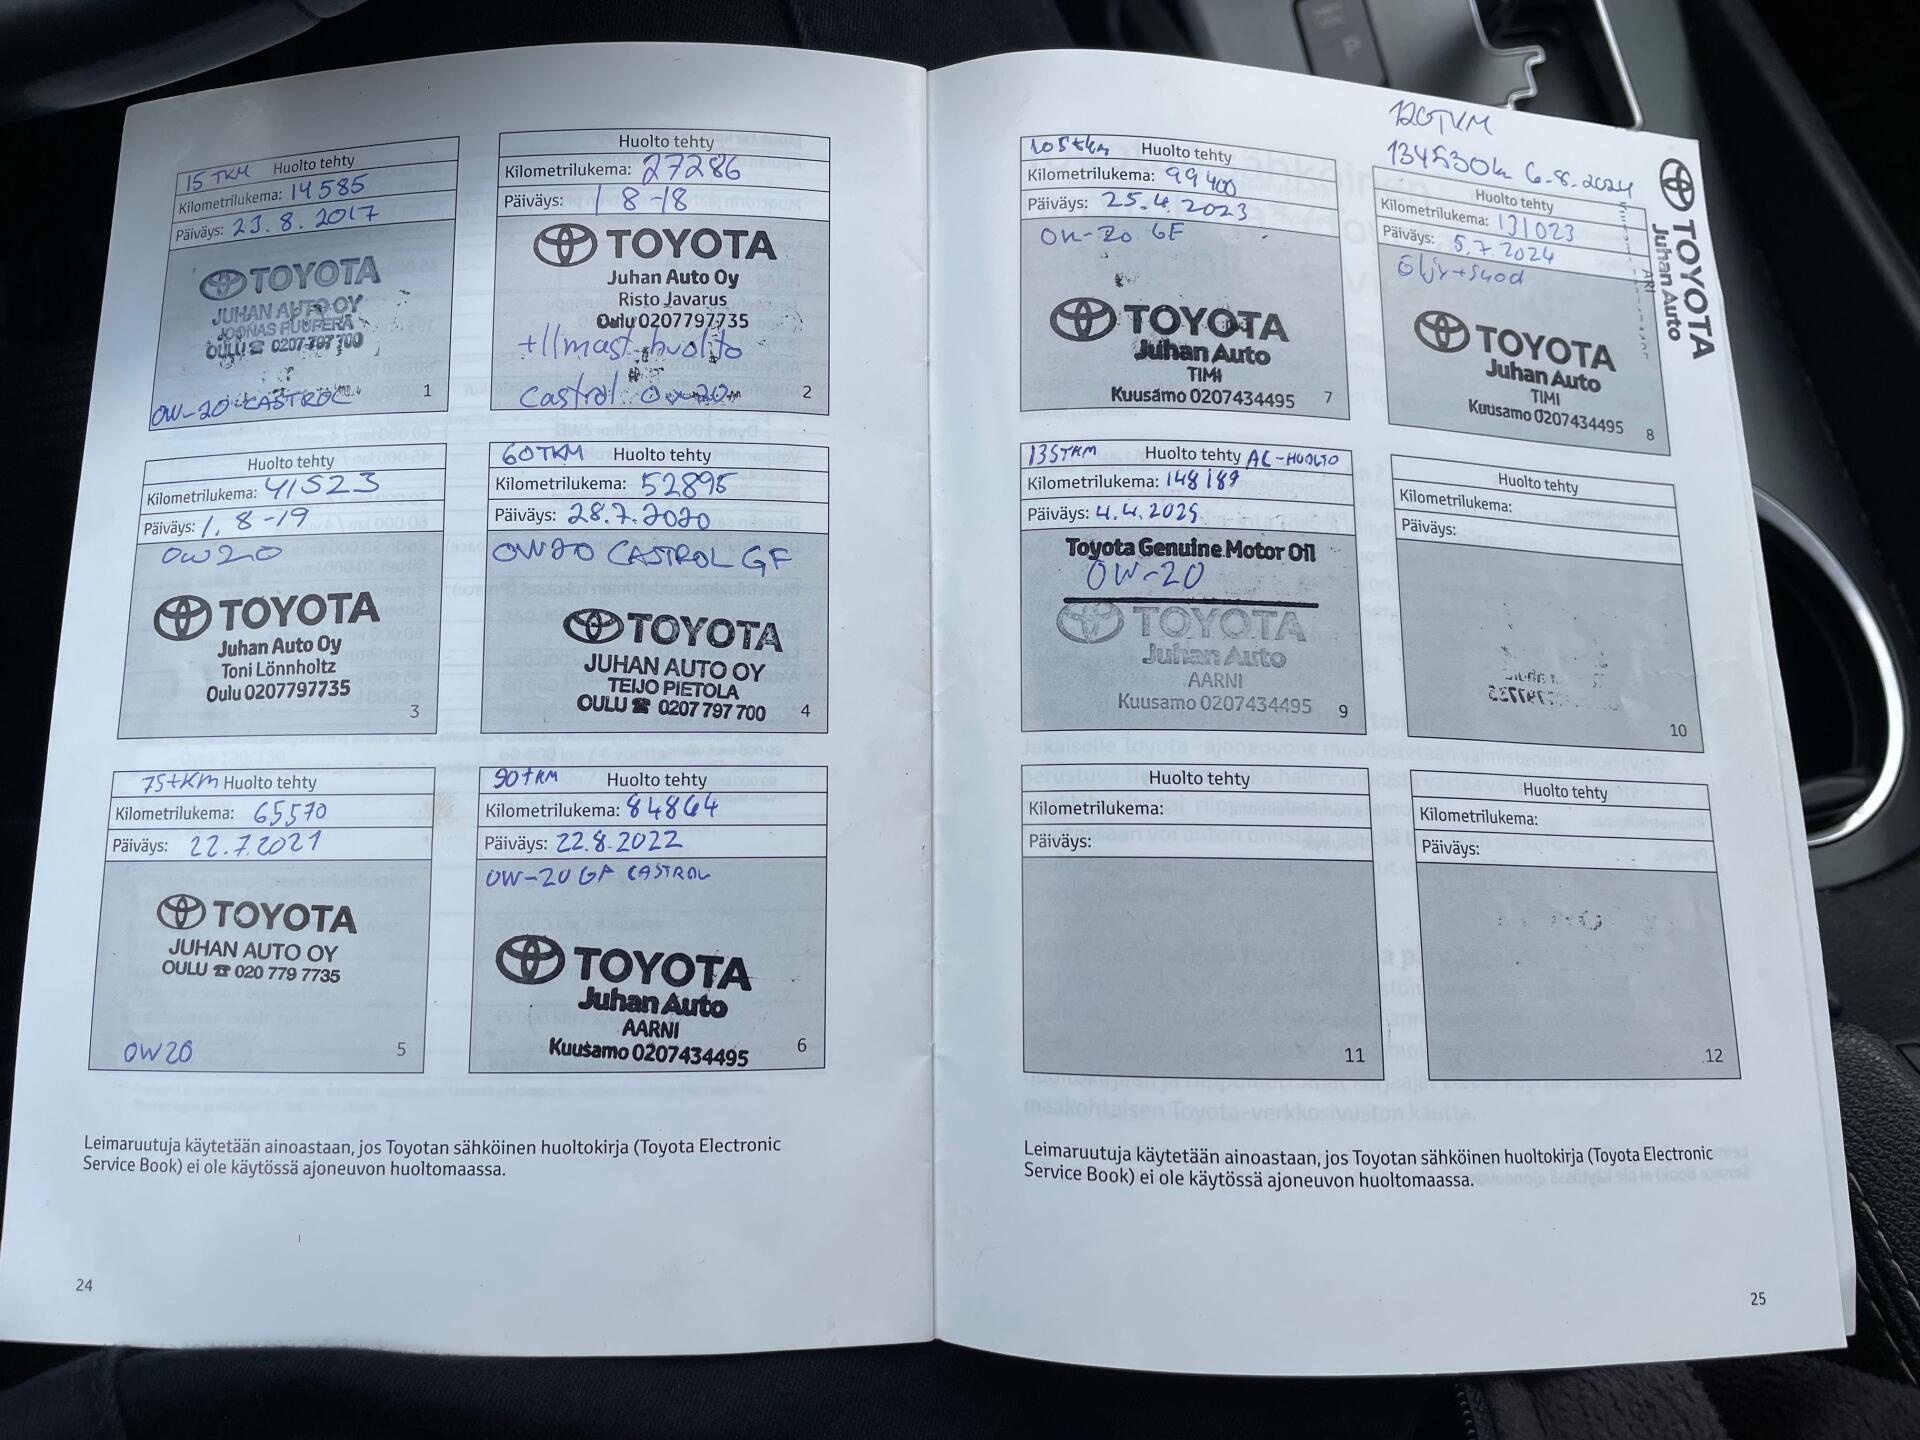 15 TKM Huolto tehty
Kilometrilukema: 14585
Päiväys: 23.8.2017
TOYOTA
JUHAN AUTO OY
JOONAS PUUPERÄ
OULU ☎ 0207 797 700
0W-20 CASTROL
1
Huolto tehty
Kilometrilukema: 27286
Päiväys: 1 8-18
TOYOTA
Juhan Auto Oy
Risto Javarus
Oulu 0207797735
+Ilmast.huolto
Castrol 0W-20
2
Huolto tehty
Kilometrilukema: 41523
Päiväys: 1.8-19
0W20
TOYOTA
Juhan Auto Oy
Toni Lönnholtz
Oulu 0207797735
3
60TKM Huolto tehty
Kilometrilukema: 52895
Päiväys: 28.7.2020
0W20 CASTROL GF
TOYOTA
JUHAN AUTO OY
TEIJO PIETOLA
OULU ☎ 0207 797 700
4
75tKM Huolto tehty
Kilometrilukema: 65570
Päiväys: 22.7.2021
TOYOTA
JUHAN AUTO OY
OULU ☎ 020 779 7735
0W20
5
90tKM Huolto tehty
Kilometrilukema: 84864
Päiväys: 22.8.2022
0W-20 GF CASTROL
TOYOTA
Juhan Auto
AARNI
Kuusamo 0207434495
6
Leimaruutuja käytetään ainoastaan, jos Toyotan sähköinen huoltokirja (Toyota Electronic
Service Book) ei ole käytössä ajoneuvon huoltomaassa.
24
105tkm Huolto tehty
Kilometrilukema: 99400
Päiväys: 25.4.2023
0W-20 GF
TOYOTA
Juhan Auto
TIMI
Kuusamo 0207434495
7
120TKM
134530km 6.8.2024
TOYOTA
Juhan Auto
Huolto tehty
Kilometrilukema: 131023
Päiväys: 5.7.2024
Öljy+suod
TOYOTA
Juhan Auto
TIMI
Kuusamo 0207434495
8
135TKM Huolto tehty AC-HUOLTO
Kilometrilukema: 148189
Päiväys: 4.4.2025
Toyota Genuine Motor Oil
0W-20
TOYOTA
Juhan Auto
AARNI
Kuusamo 0207434495
9
Huolto tehty
Kilometrilukema:
Päiväys:
10
Huolto tehty
Kilometrilukema:
Päiväys:
11
Huolto tehty
Kilometrilukema:
Päiväys:
12
Leimaruutuja käytetään ainoastaan, jos Toyotan sähköinen huoltokirja (Toyota Electronic
Service Book) ei ole käytössä ajoneuvon huoltomaassa.
25